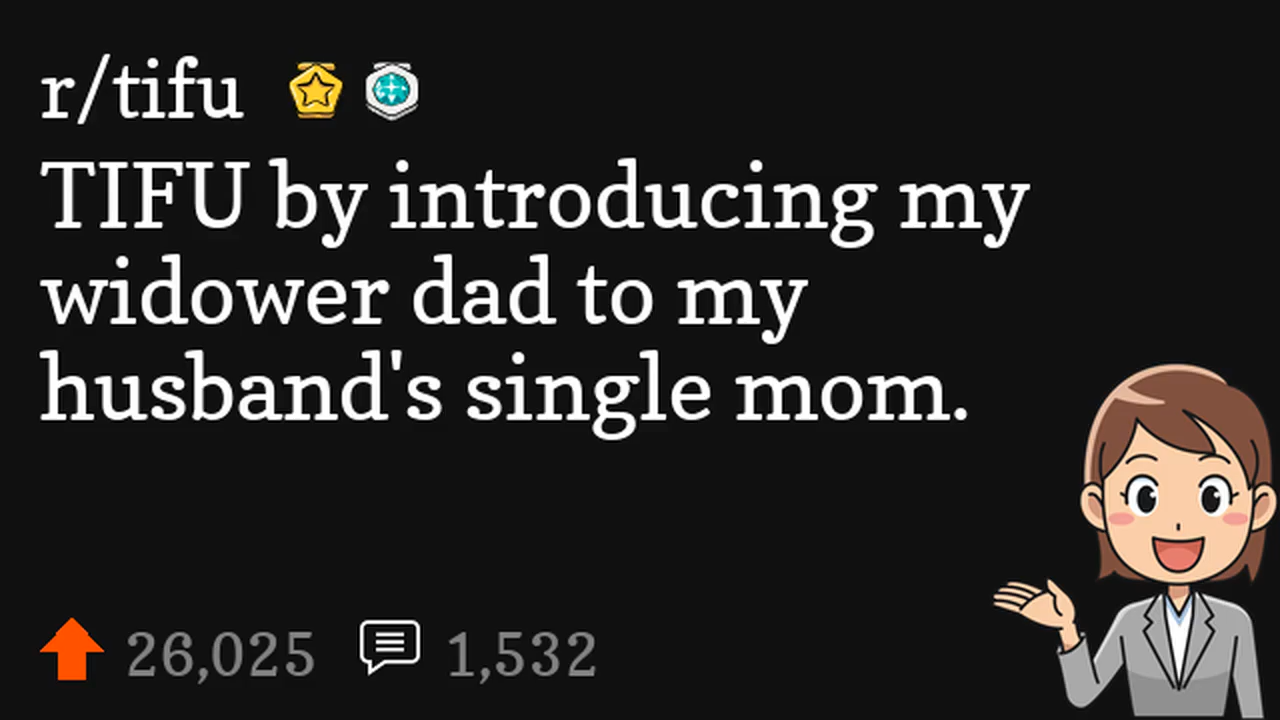 r/tifu
TIFU by introducing my
widower dad to my
husband's single mom.
26,025 1,532